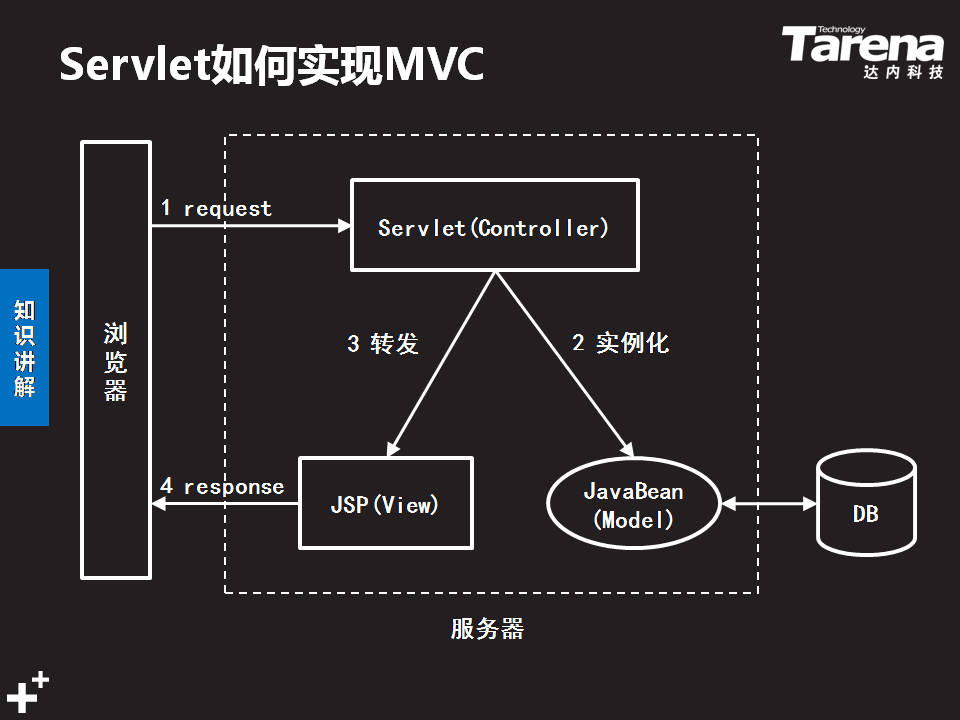 Servlet如何实现MVC
Technology
Tarena
达内科技
1 request
Servlet(Controller)
知识讲解
浏览器
3 转发
2 实例化
4 response
JSP(View)
JavaBean
(Model)
DB
服务器